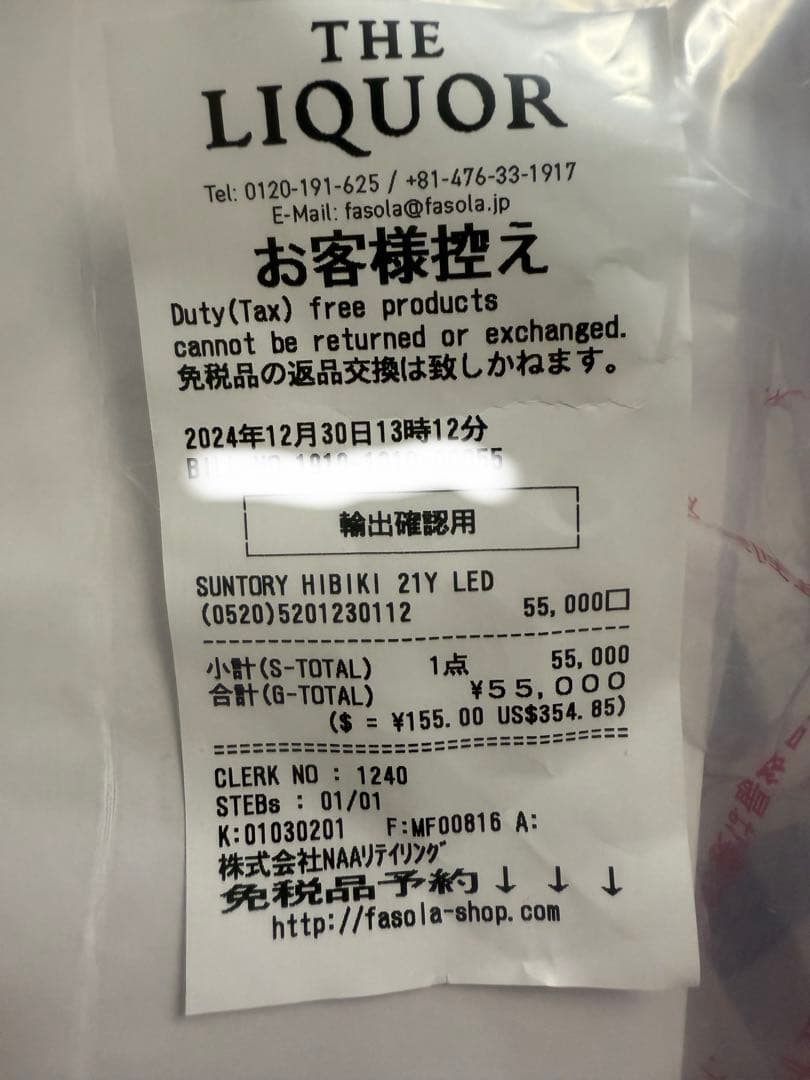 THE
LIQUOR
Tel: 0120-191-625 / +81-476-33-1917
E-Mail: fasola@fasola.jp
お客様控え
Duty(Tax) free products
cannot be returned or exchanged.
免税品の返品交換は致しかねます。
2024年12月30日13時12分
輸出確認用
SUNTORY HIBIKI 21Y LED
(0520)5201230112 55,000□
小計(S-TOTAL) 1点 55,000
合計(G-TOTAL) ¥55,000
($ = ¥155.00 US$354.85)
CLERK NO : 1240
STEBs : 01/01
K:01030201 F:MF00816 A:
株式会社NAAﾘﾃｲﾘﾝｸﾞ
免税品予約↓ ↓ ↓
http://fasola-shop.com